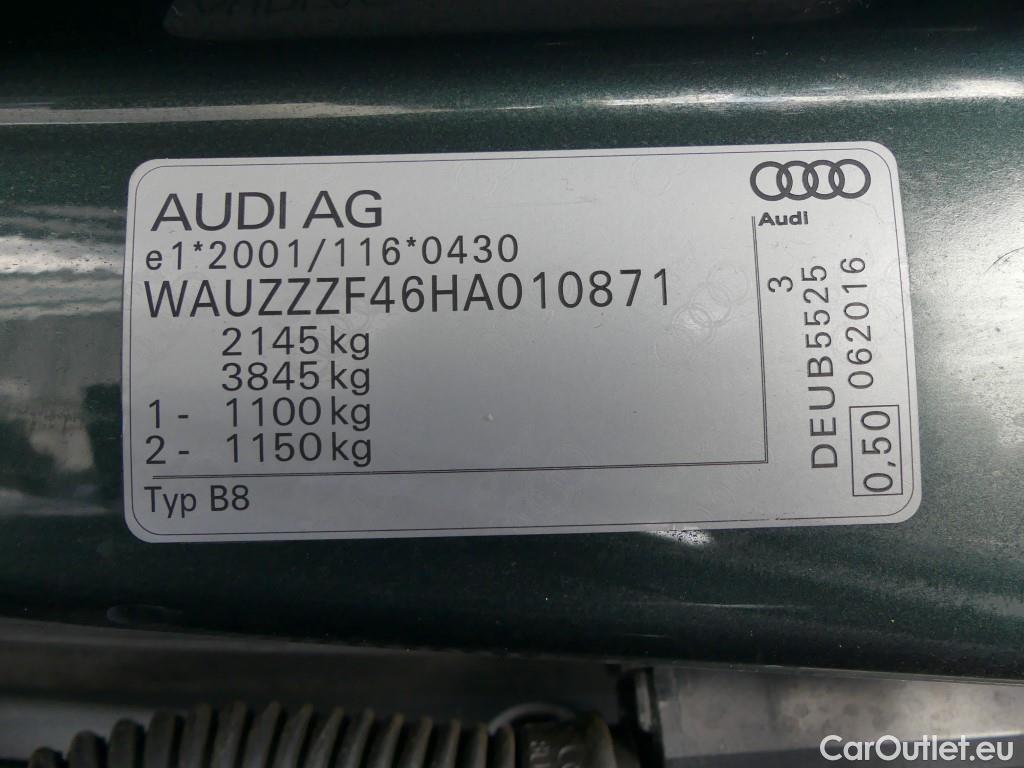 AUDI AG
e1*2001/116*0430
WAUZZZF46HA010871
2145 kg
3845 kg
1 - 1100 kg
2 - 1150 kg
Typ B8
Audi
3
DEUB55525
0,50 062016
CarOutlet.eu